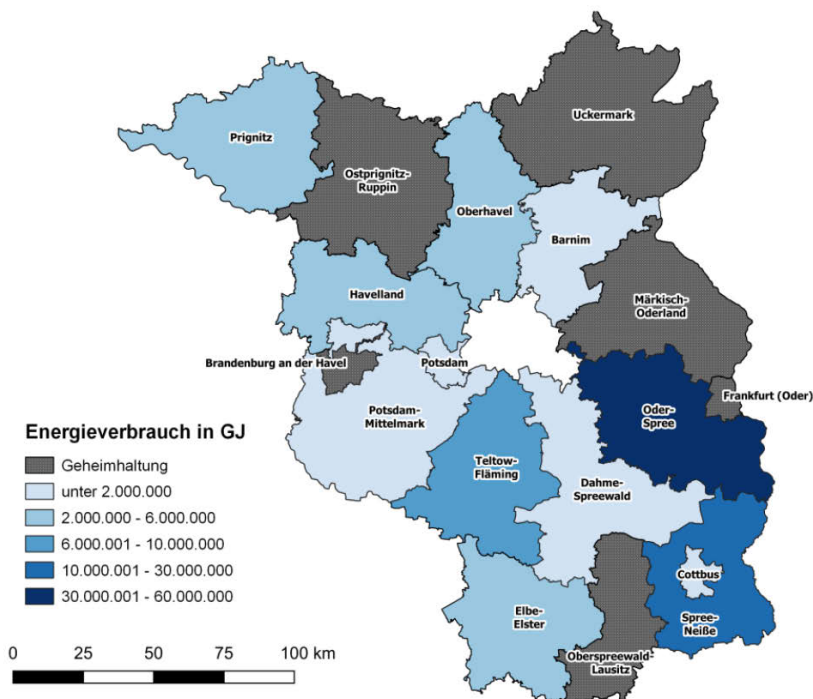 Uckermark
Prignitz
Ostprignitz-
Ruppin
Oberhavel
Barnim
Havelland
Märkisch-
Oderland
Brandenburg an der Havel
Potsdam
Frankfurt (Oder)
Potsdam-
Mittelmark
Oder-
Spree
Teltow-
Fläming
Dahme-
Spreewald
Cottbus
Spree-
Neiße
Elbe-
Elster
Oberspreewald-
Lausitz
Energieverbrauch in GJ
Geheimhaltung
unter 2.000.000
2.000.000 - 6.000.000
6.000.001 - 10.000.000
10.000.001 - 30.000.000
30.000.001 - 60.000.000
0 25 50 75 100 km